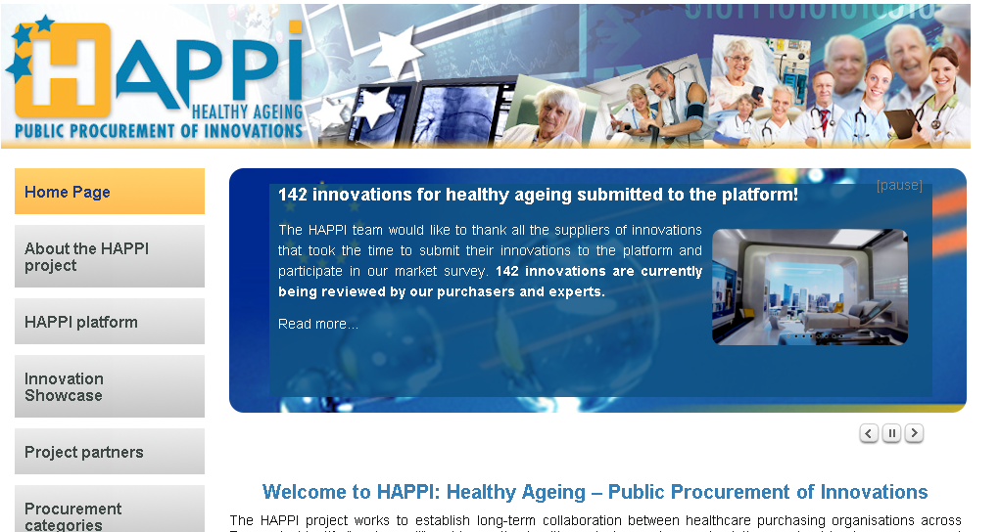 HAPPI
HEALTHY AGEING
PUBLIC PROCUREMENT OF INNOVATIONS
Home Page
About the HAPPI
project
HAPPI platform
Innovation
Showcase
Project partners
Procurement
categories
[pause]
142 innovations for healthy ageing submitted to the platform!
The HAPPI team would like to thank all the suppliers of innovations
that took the time to submit their innovations to the platform and
participate in our market survey. 142 innovations are currently
being reviewed by our purchasers and experts.
Read more...
Welcome to HAPPI: Healthy Ageing – Public Procurement of Innovations
The HAPPI project works to establish long-term collaboration between healthcare purchasing organisations across